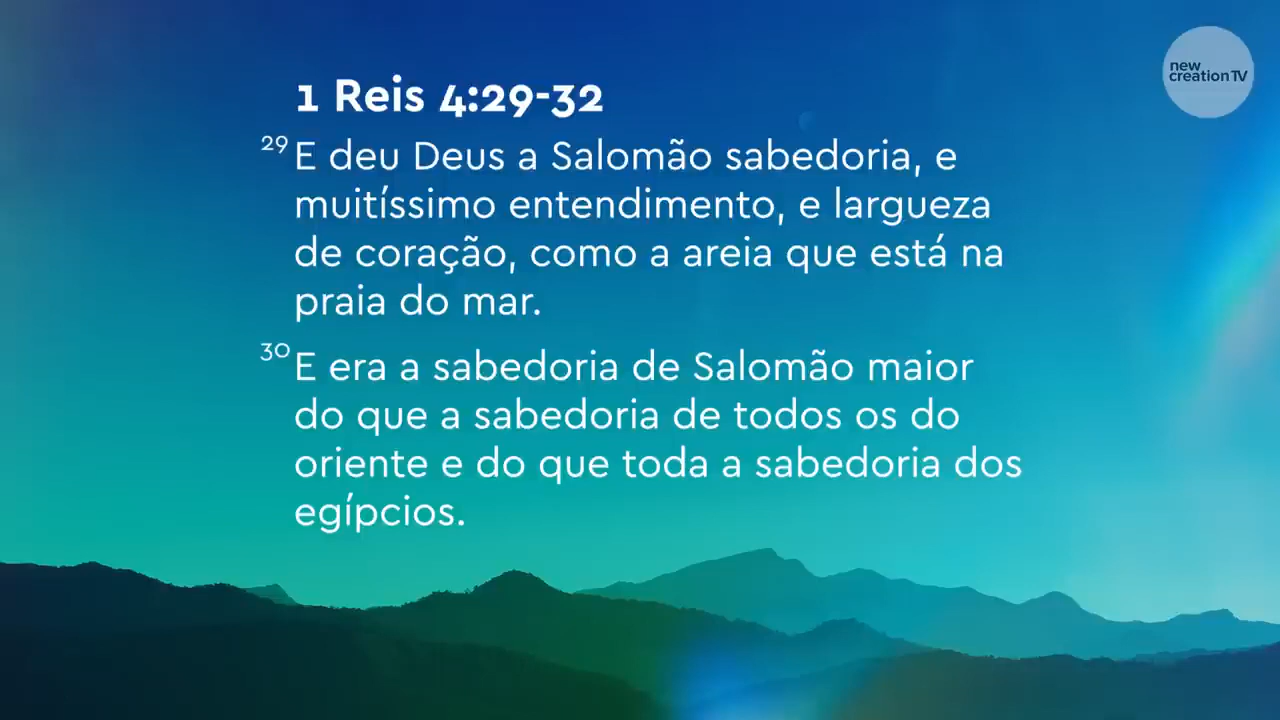 new
creationTV
1 Reis 4:29-32
29 E deu Deus a Salomão sabedoria, e
muitíssimo entendimento, e largueza
de coração, como a areia que está na
praia do mar.
30 E era a sabedoria de Salomão maior
do que a sabedoria de todos os do
oriente e do que toda a sabedoria dos
egípcios.